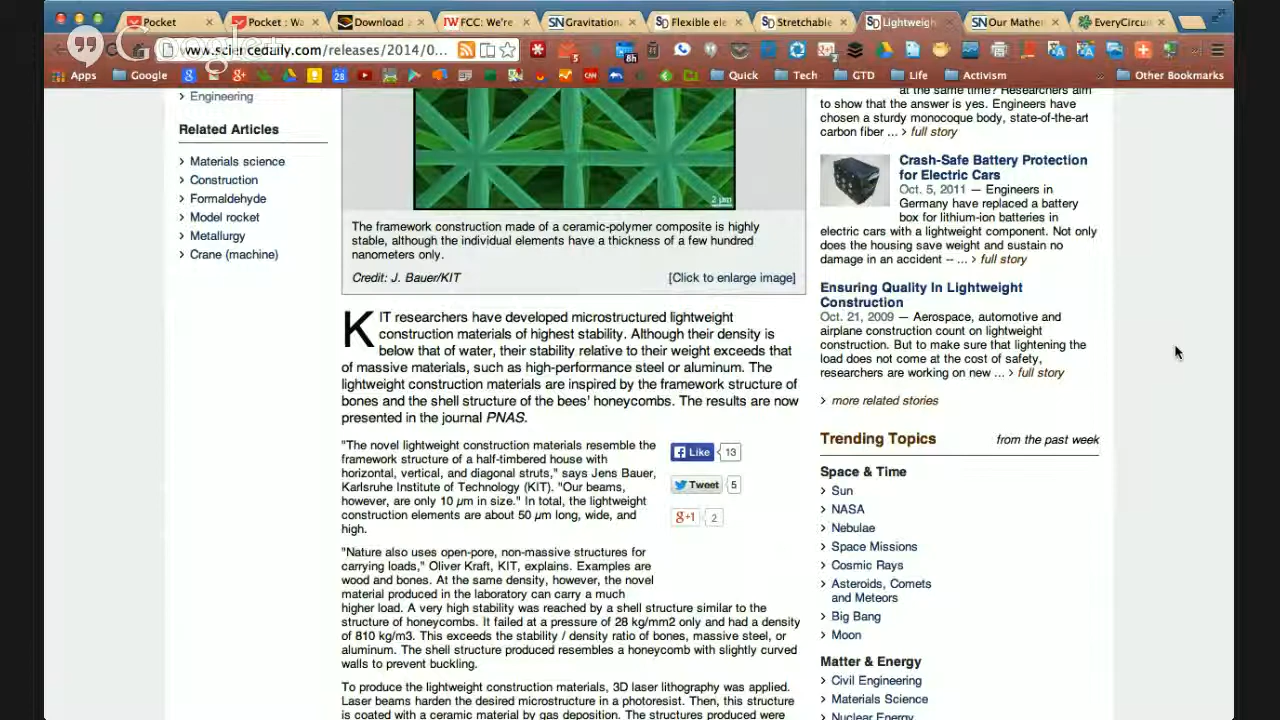 Pocket
Pocket : Wa
Download a
FCC: We're
Gravitation
Flexible ele
Stretchable
Lightweigh
Our Mathe
EveryCircui
Google+
www.sciencedaily.com/releases/2014/0...
5
8h
2
Apps
Google
28
CNN
Quick
Tech
GTD
Life
Activism
Other Bookmarks
> Engineering
Related Articles
> Materials science
> Construction
> Formaldehyde
> Model rocket
> Metallurgy
> Crane (machine)
2 µm
The framework construction made of a ceramic-polymer composite is highly
stable, although the individual elements have a thickness of a few hundred
nanometers only.
Credit: J. Bauer/KIT
[Click to enlarge image]
KIT researchers have developed microstructured lightweight
construction materials of highest stability. Although their density is
below that of water, their stability relative to their weight exceeds that
of massive materials, such as high-performance steel or aluminum. The
lightweight construction materials are inspired by the framework structure of
bones and the shell structure of the bees' honeycombs. The results are now
presented in the journal PNAS.
"The novel lightweight construction materials resemble the
framework structure of a half-timbered house with
horizontal, vertical, and diagonal struts," says Jens Bauer,
Karlsruhe Institute of Technology (KIT). "Our beams,
however, are only 10 µm in size." In total, the lightweight
construction elements are about 50 µm long, wide, and
high.
Like 13
Tweet 5
g+1 2
"Nature also uses open-pore, non-massive structures for
carrying loads," Oliver Kraft, KIT, explains. Examples are
wood and bones. At the same density, however, the novel
material produced in the laboratory can carry a much
higher load. A very high stability was reached by a shell structure similar to the
structure of honeycombs. It failed at a pressure of 28 kg/mm2 only and had a density
of 810 kg/m3. This exceeds the stability / density ratio of bones, massive steel, or
aluminum. The shell structure produced resembles a honeycomb with slightly curved
walls to prevent buckling.
To produce the lightweight construction materials, 3D laser lithography was applied.
Laser beams harden the desired microstructure in a photoresist. Then, this structure
is coated with a ceramic material by gas deposition. The structures produced were
at the same time? Researchers aim
to show that the answer is yes. Engineers have
chosen a sturdy monocoque body, state-of-the-art
carbon fiber ... > full story
Crash-Safe Battery Protection
for Electric Cars
Oct. 5, 2011 — Engineers in
Germany have replaced a battery
box for lithium-ion batteries in
electric cars with a lightweight component. Not only
does the housing save weight and sustain no
damage in an accident -- ... > full story
Ensuring Quality In Lightweight
Construction
Oct. 21, 2009 — Aerospace, automotive and
airplane construction count on lightweight
construction. But to make sure that lightening the
load does not come at the cost of safety,
researchers are working on new ... > full story
> more related stories
Trending Topics
from the past week
Space & Time
> Sun
> NASA
> Nebulae
> Space Missions
> Cosmic Rays
> Asteroids, Comets
and Meteors
> Big Bang
> Moon
Matter & Energy
> Civil Engineering
> Materials Science
> Nuclear Energy